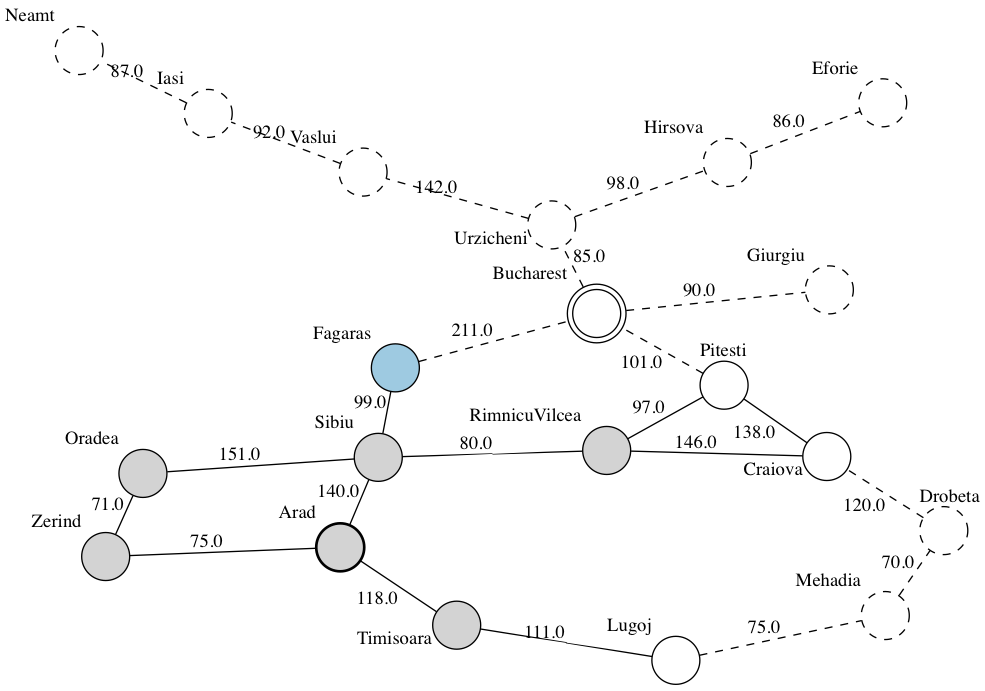 Neamt
87.0
Iasi
92.0
Vaslui
142.0
Eforie
86.0
Hirsova
98.0
Urzicheni
85.0
Bucharest
Giurgiu
90.0
211.0
Fagaras
101.0
Pitesti
99.0
97.0
138.0
Sibiu
RimnicuVilcea
80.0
146.0
Craiova
Oradea
151.0
71.0
140.0
Zerind
75.0
Arad
120.0
Drobeta
70.0
118.0
Mehadia
Timisoara
111.0
Lugoj
75.0